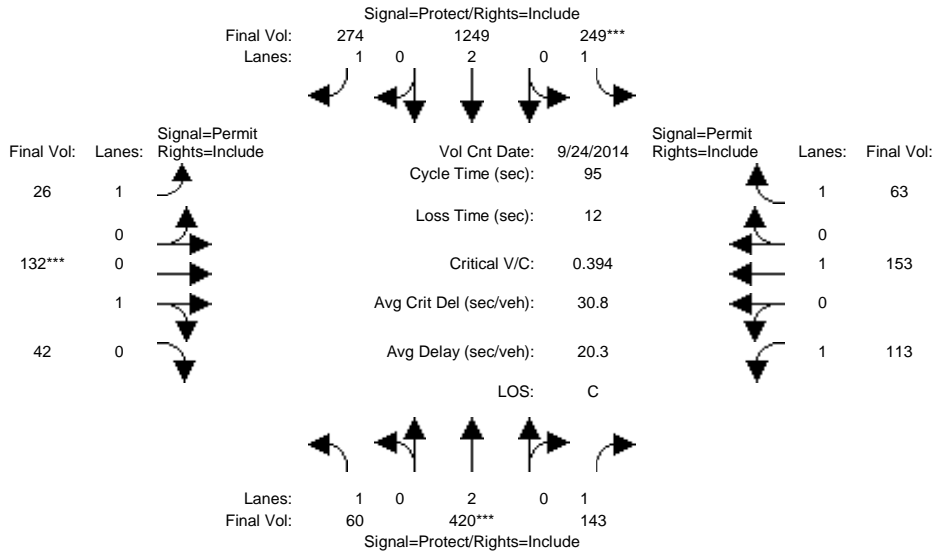 Signal=Protect/Rights=Include
Final Vol: 274 1249 249***
Lanes: 1 0 2 0 1
Signal=Permit Signal=Permit
Final Vol: Lanes: Rights=Include Vol Cnt Date: 9/24/2014 Rights=Include Lanes: Final Vol:
Cycle Time (sec): 95
26 1 1 63
Loss Time (sec): 12
0 0
132*** 0 Critical V/C: 0.394 1 153
1 Avg Crit Del (sec/veh): 30.8 0
42 0 Avg Delay (sec/veh): 20.3 1 113
LOS: C
Lanes: 1 0 2 0 1
Final Vol: 60 420*** 143
Signal=Protect/Rights=Include